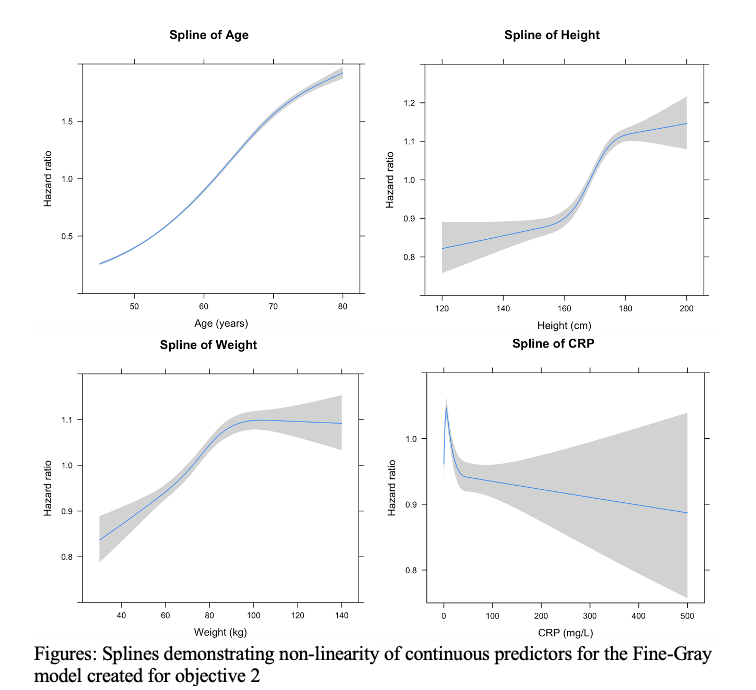 Spline of Age
Hazard ratio
1.5
1.0
0.5
50 60 70 80
Age (years)
Spline of Height
Hazard ratio
1.2
1.1
1.0
0.9
0.8
120 140 160 180 200
Height (cm)
Spline of Weight
Hazard ratio
1.1
1.0
0.9
0.8
40 60 80 100 120 140
Weight (kg)
Spline of CRP
Hazard ratio
1.0
0.9
0.8
0 100 200 300 400 500
CRP (mg/L)
Figures: Splines demonstrating non-linearity of continuous predictors for the Fine-Gray
model created for objective 2